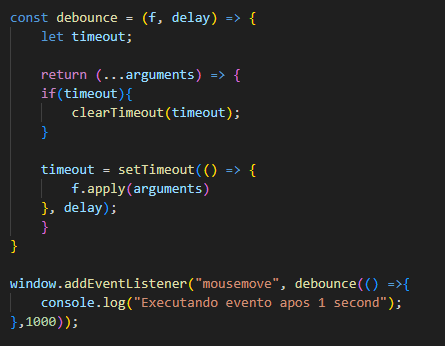 const debounce = (f, delay) => {
    let timeout;

    return (...arguments) => {
    if(timeout){
        clearTimeout(timeout);
    }

    timeout = setTimeout(() => {
        f.apply(arguments)
    }, delay);
    }
}

window.addEventListener("mousemove", debounce(() =>{
    console.log("Executando evento apos 1 second");
},1000));